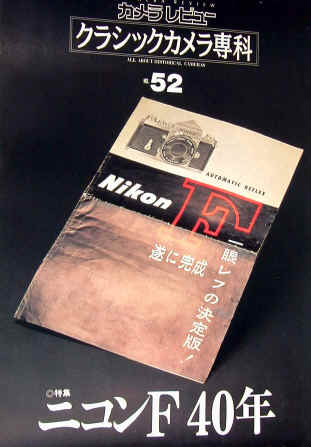 カメラレビュー
クラシックカメラ専科
ALL ABOUT HISTORICAL CAMERAS
NO.52
AUTOMATIC REFLEX
Nikon F
一眼レフの決定版!
遂に完成
◎特集
ニコンF 40年